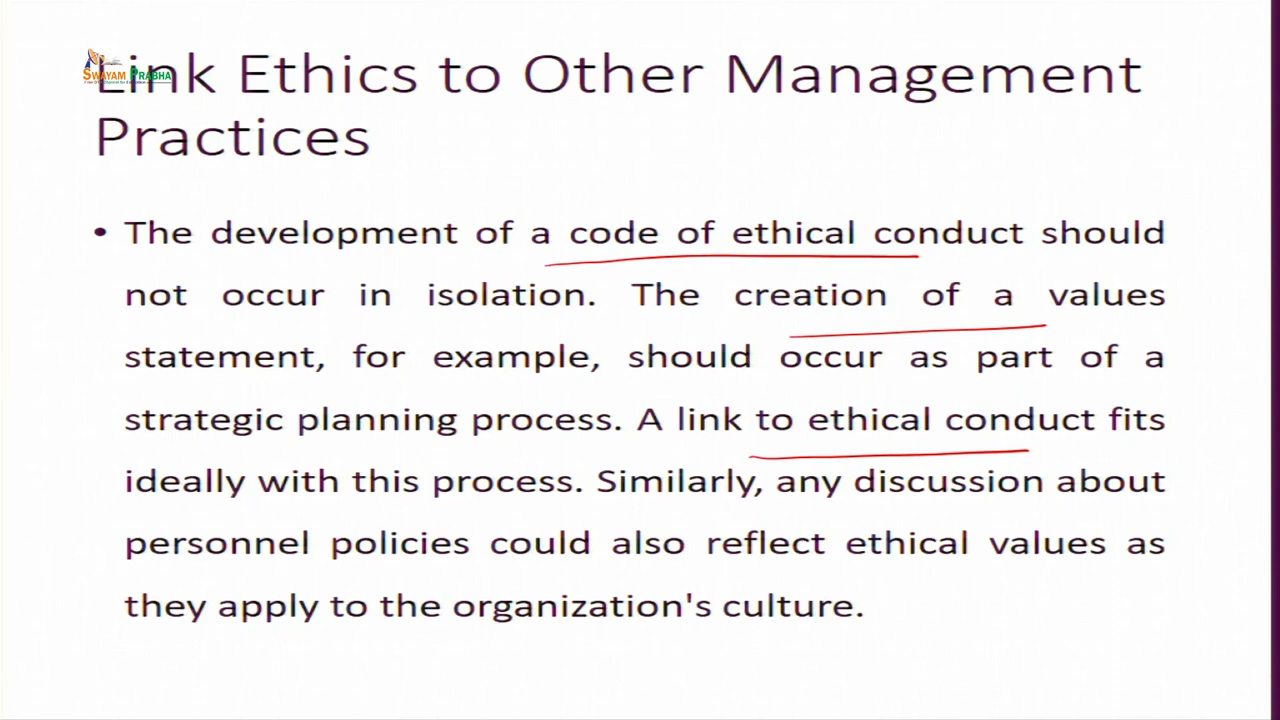 Link Ethics to Other Management
Practices
SWAYAM PRABHA
• The development of a code of ethical conduct should
not occur in isolation. The creation of a values
statement, for example, should occur as part of a
strategic planning process. A link to ethical conduct fits
ideally with this process. Similarly, any discussion about
personnel policies could also reflect ethical values as
they apply to the organization's culture.